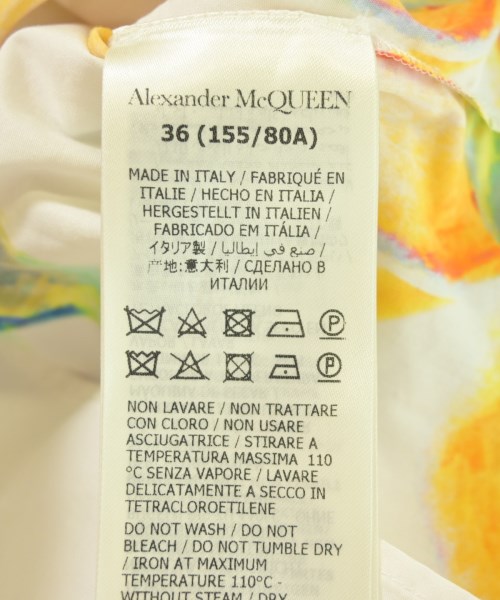 Alexander McQUEEN
36 (155/80A)
MADE IN ITALY / FABRIQUÉ EN
ITALIE / HECHO EN ITALIA /
HERGESTELLT IN ITALIEN /
FABRICADO EM ITÁLIA /
イタリア製 / صنع في إيطاليا /
产地:意大利 / СДЕЛАНО В
ИТАЛИИ
P
P
NON LAVARE / NON TRATTARE
CON CLORO / NON USARE
ASCIUGATRICE / STIRARE A
TEMPERATURA MASSIMA 110
°C SENZA VAPORE / LAVARE
DELICATAMENTE A SECCO IN
TETRACLOROETILENE
DO NOT WASH / DO NOT
BLEACH / DO NOT TUMBLE DRY
/ IRON AT MAXIMUM
TEMPERATURE 110°C -
WITHOUT STEAM / DRY